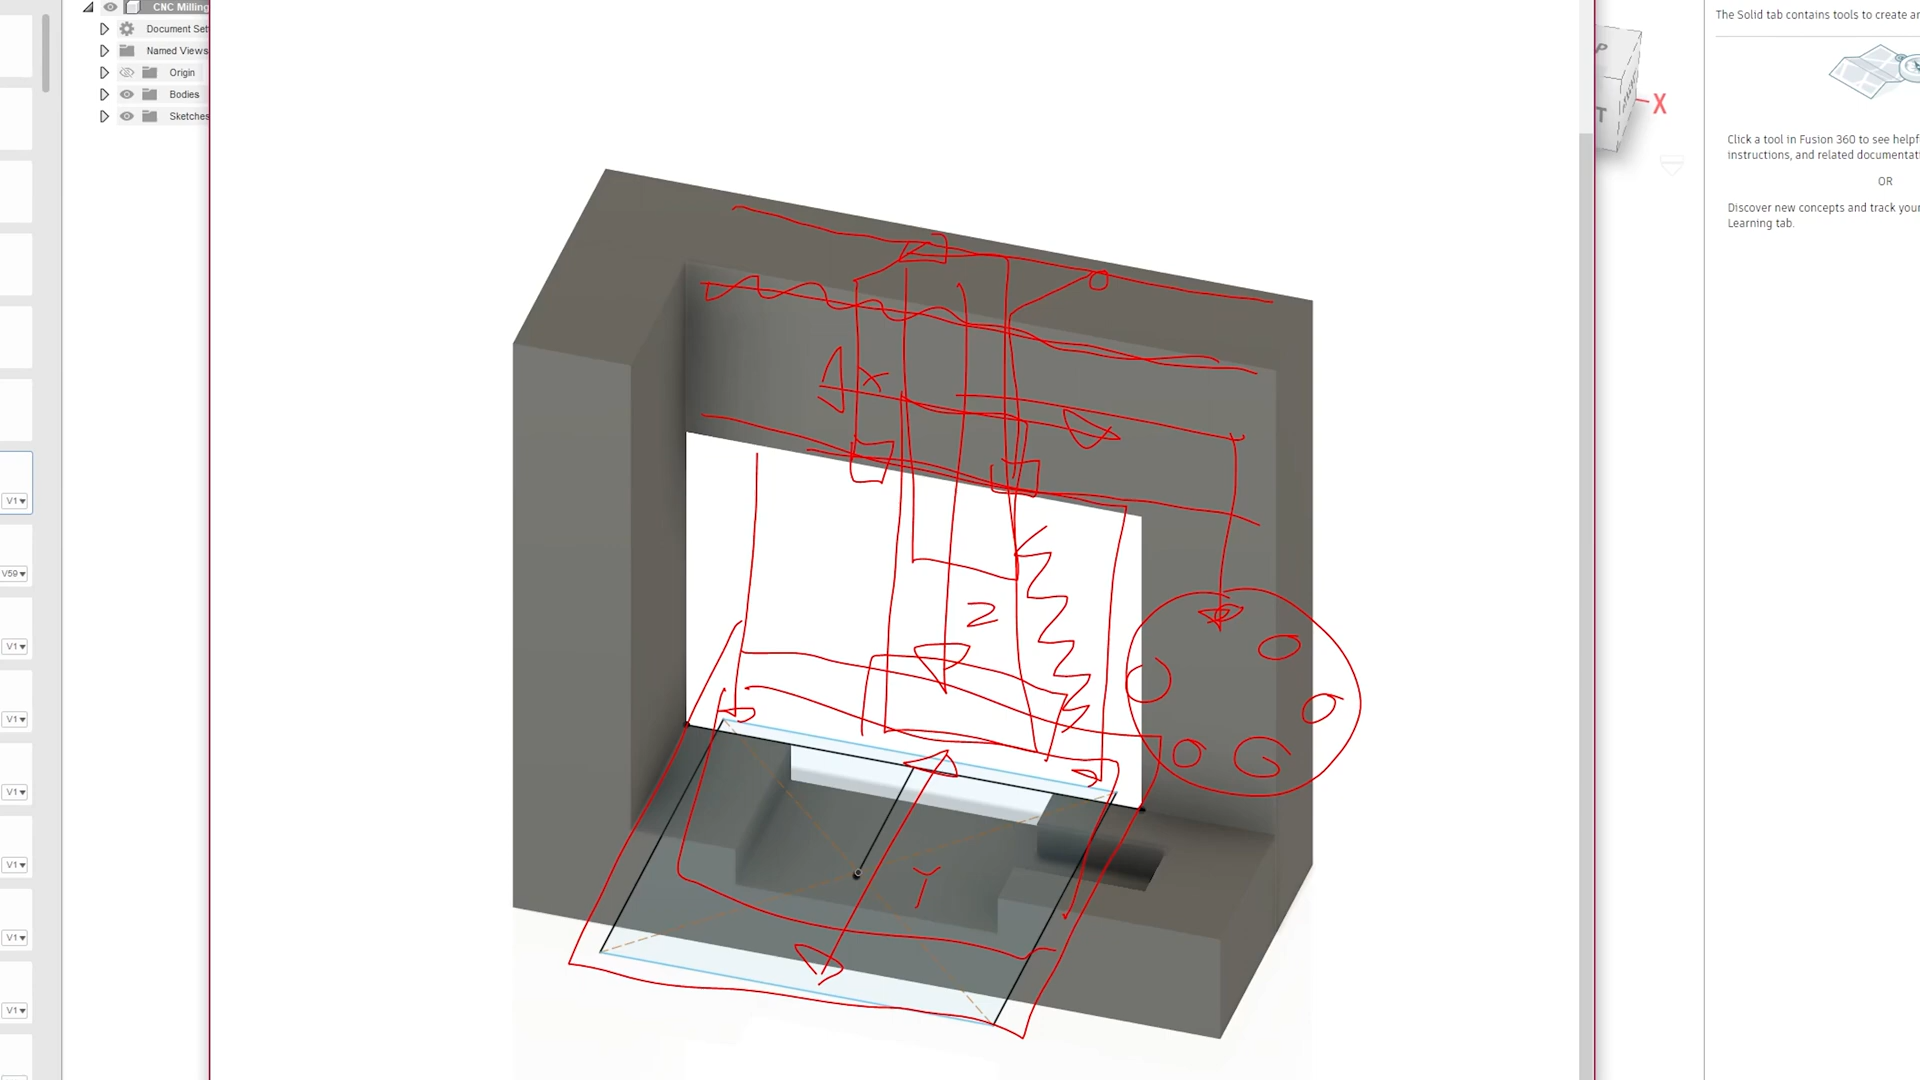 CNC Milling
Document Set
Named Views
Origin
Bodies
Sketches
V1
V59
V1
V1
V1
V1
V1
V1
X
Z
Y
P
T
X
The Solid tab contains tools to create an
Click a tool in Fusion 360 to see helpf
instructions, and related documentati
OR
Discover new concepts and track your
Learning tab.